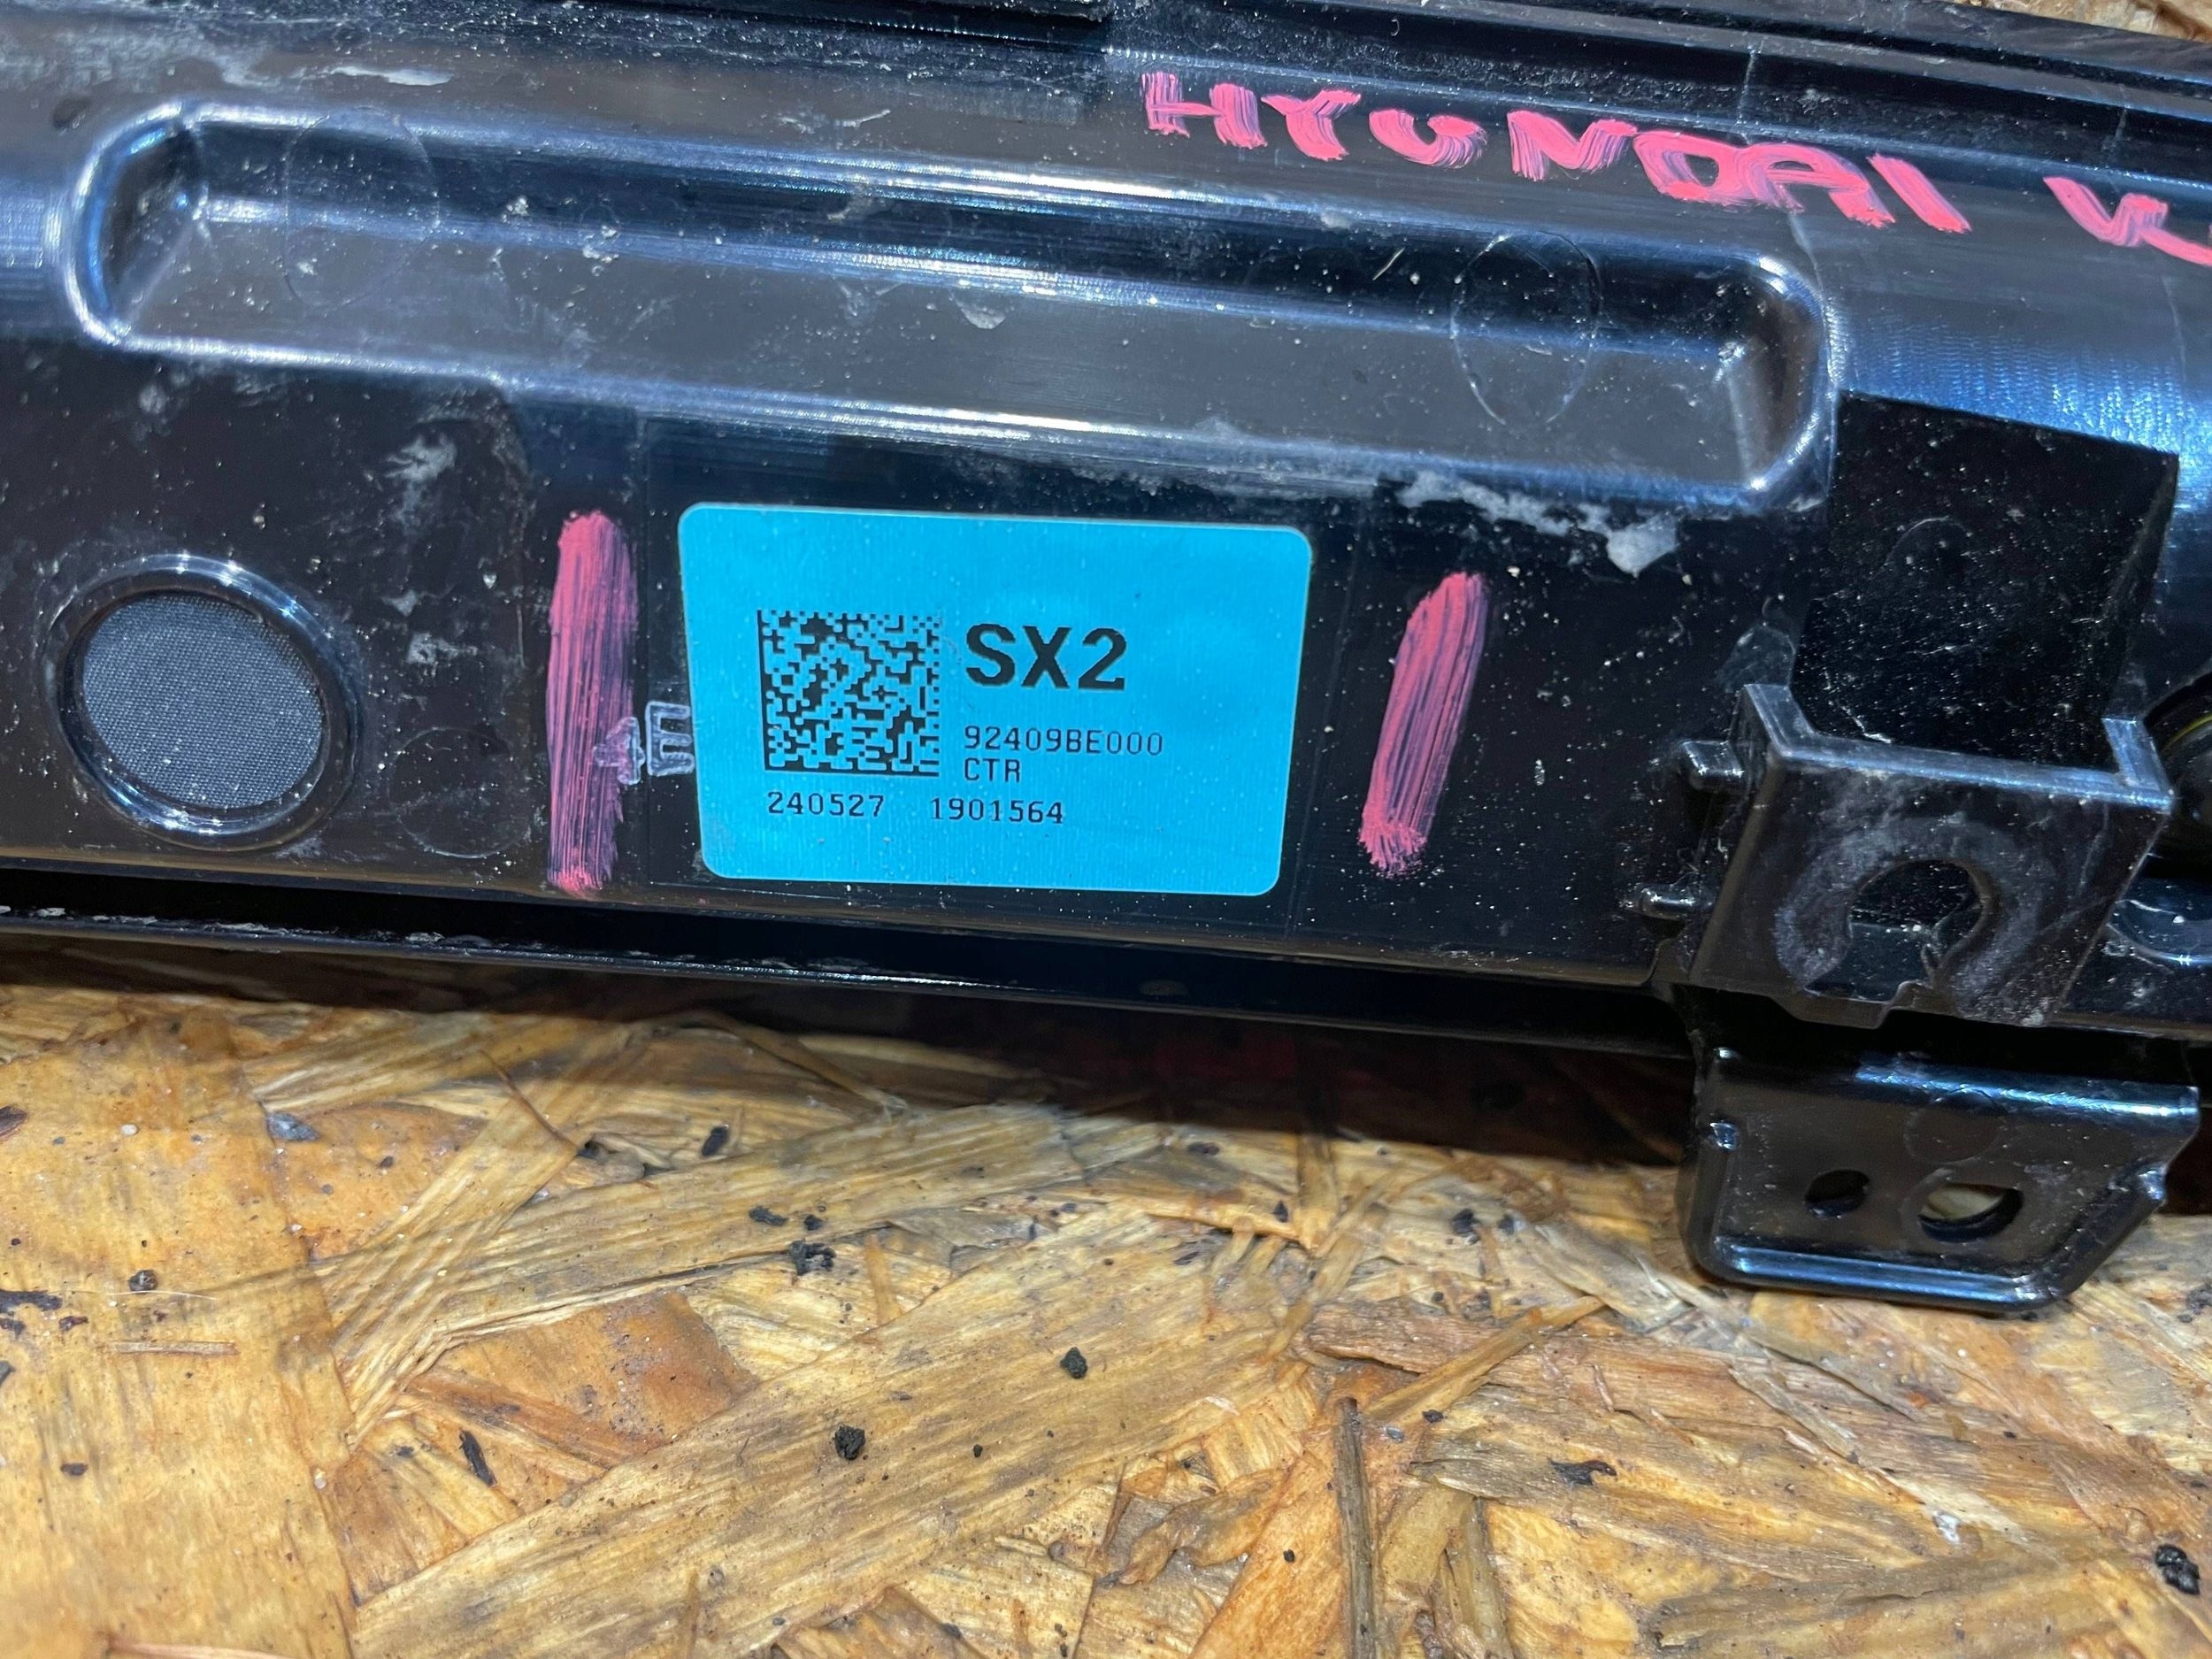 HYUNDAI K
SX2
92409BE000
CTR
240527 1901564